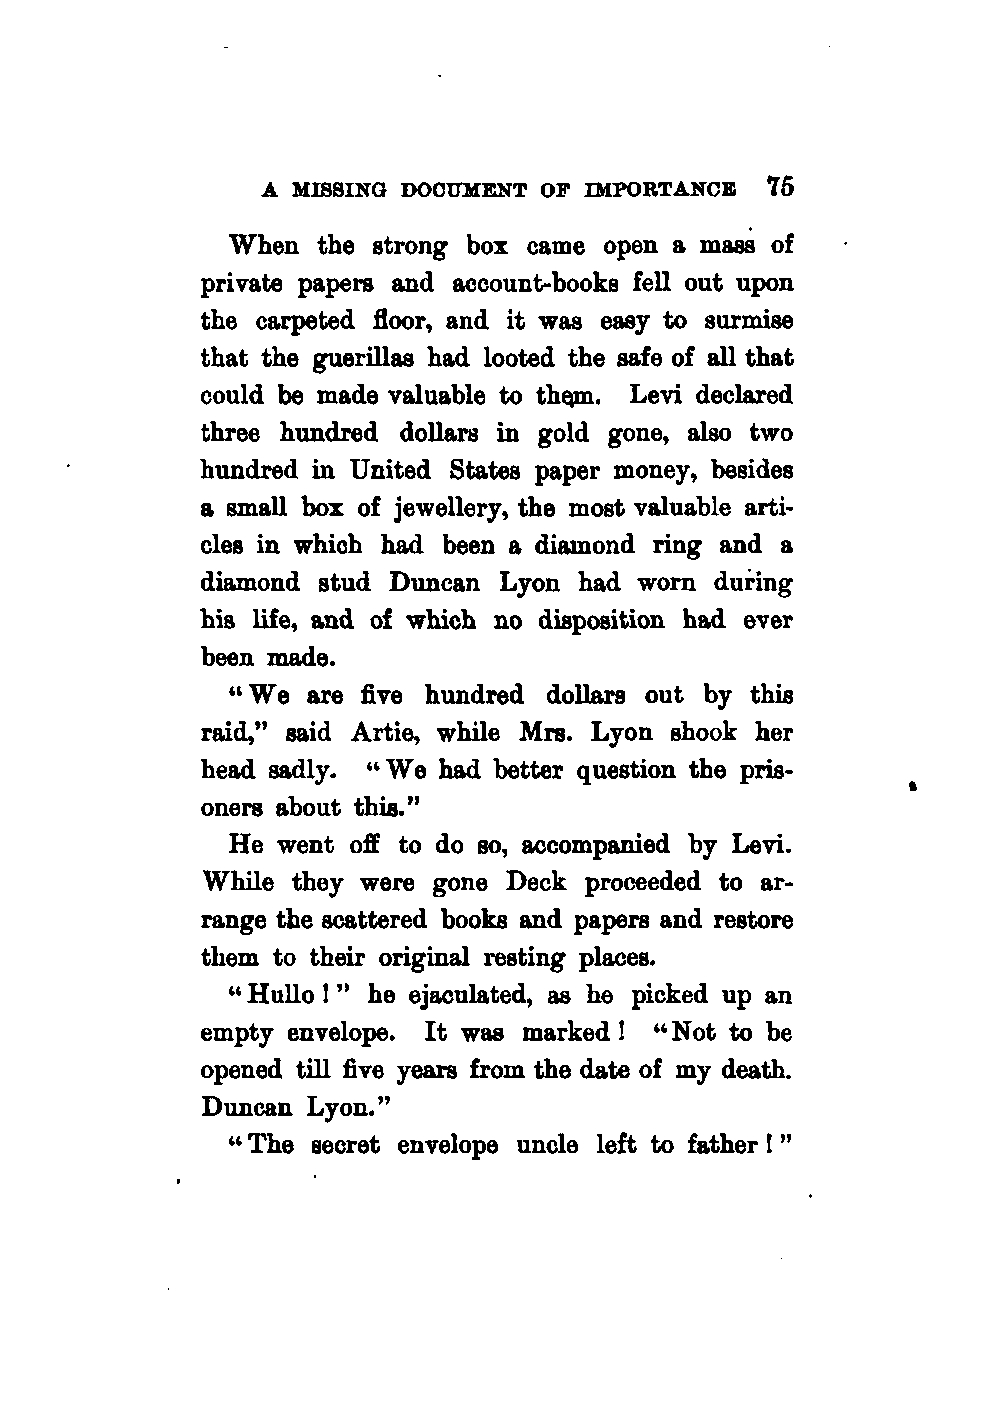 A MISSING DOCUMENT OF IMPORTANCE 75
When the strong box came open a mass of
private papers and account-books fell out upon
the carpeted floor, and it was easy to surmise
that the guerillas had looted the safe of all that
could be made valuable to them. Levi declared
three hundred dollars in gold gone, also two
hundred in United States paper money, besides
a small box of jewellery, the most valuable arti-
cles in which had been a diamond ring and a
diamond stud Duncan Lyon had worn during
his life, and of which no disposition had ever
been made.
“We are five hundred dollars out by this
raid,” said Artie, while Mrs. Lyon shook her
head sadly. “We had better question the pris-
oners about this.”
He went off to do so, accompanied by Levi.
While they were gone Deck proceeded to ar-
range the scattered books and papers and restore
them to their original resting places.
“Hullo!” he ejaculated, as he picked up an
empty envelope. It was marked! “Not to be
opened till five years from the date of my death.
Duncan Lyon.”
“The secret envelope uncle left to father!”